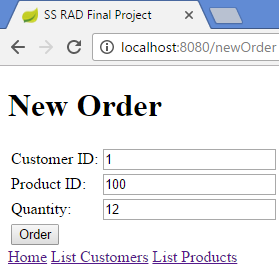 SS RAD Final Project
localhost:8080/newOrder
New Order
Customer ID: 1
Product ID: 100
Quantity: 12
Order
Home List Customers List Products